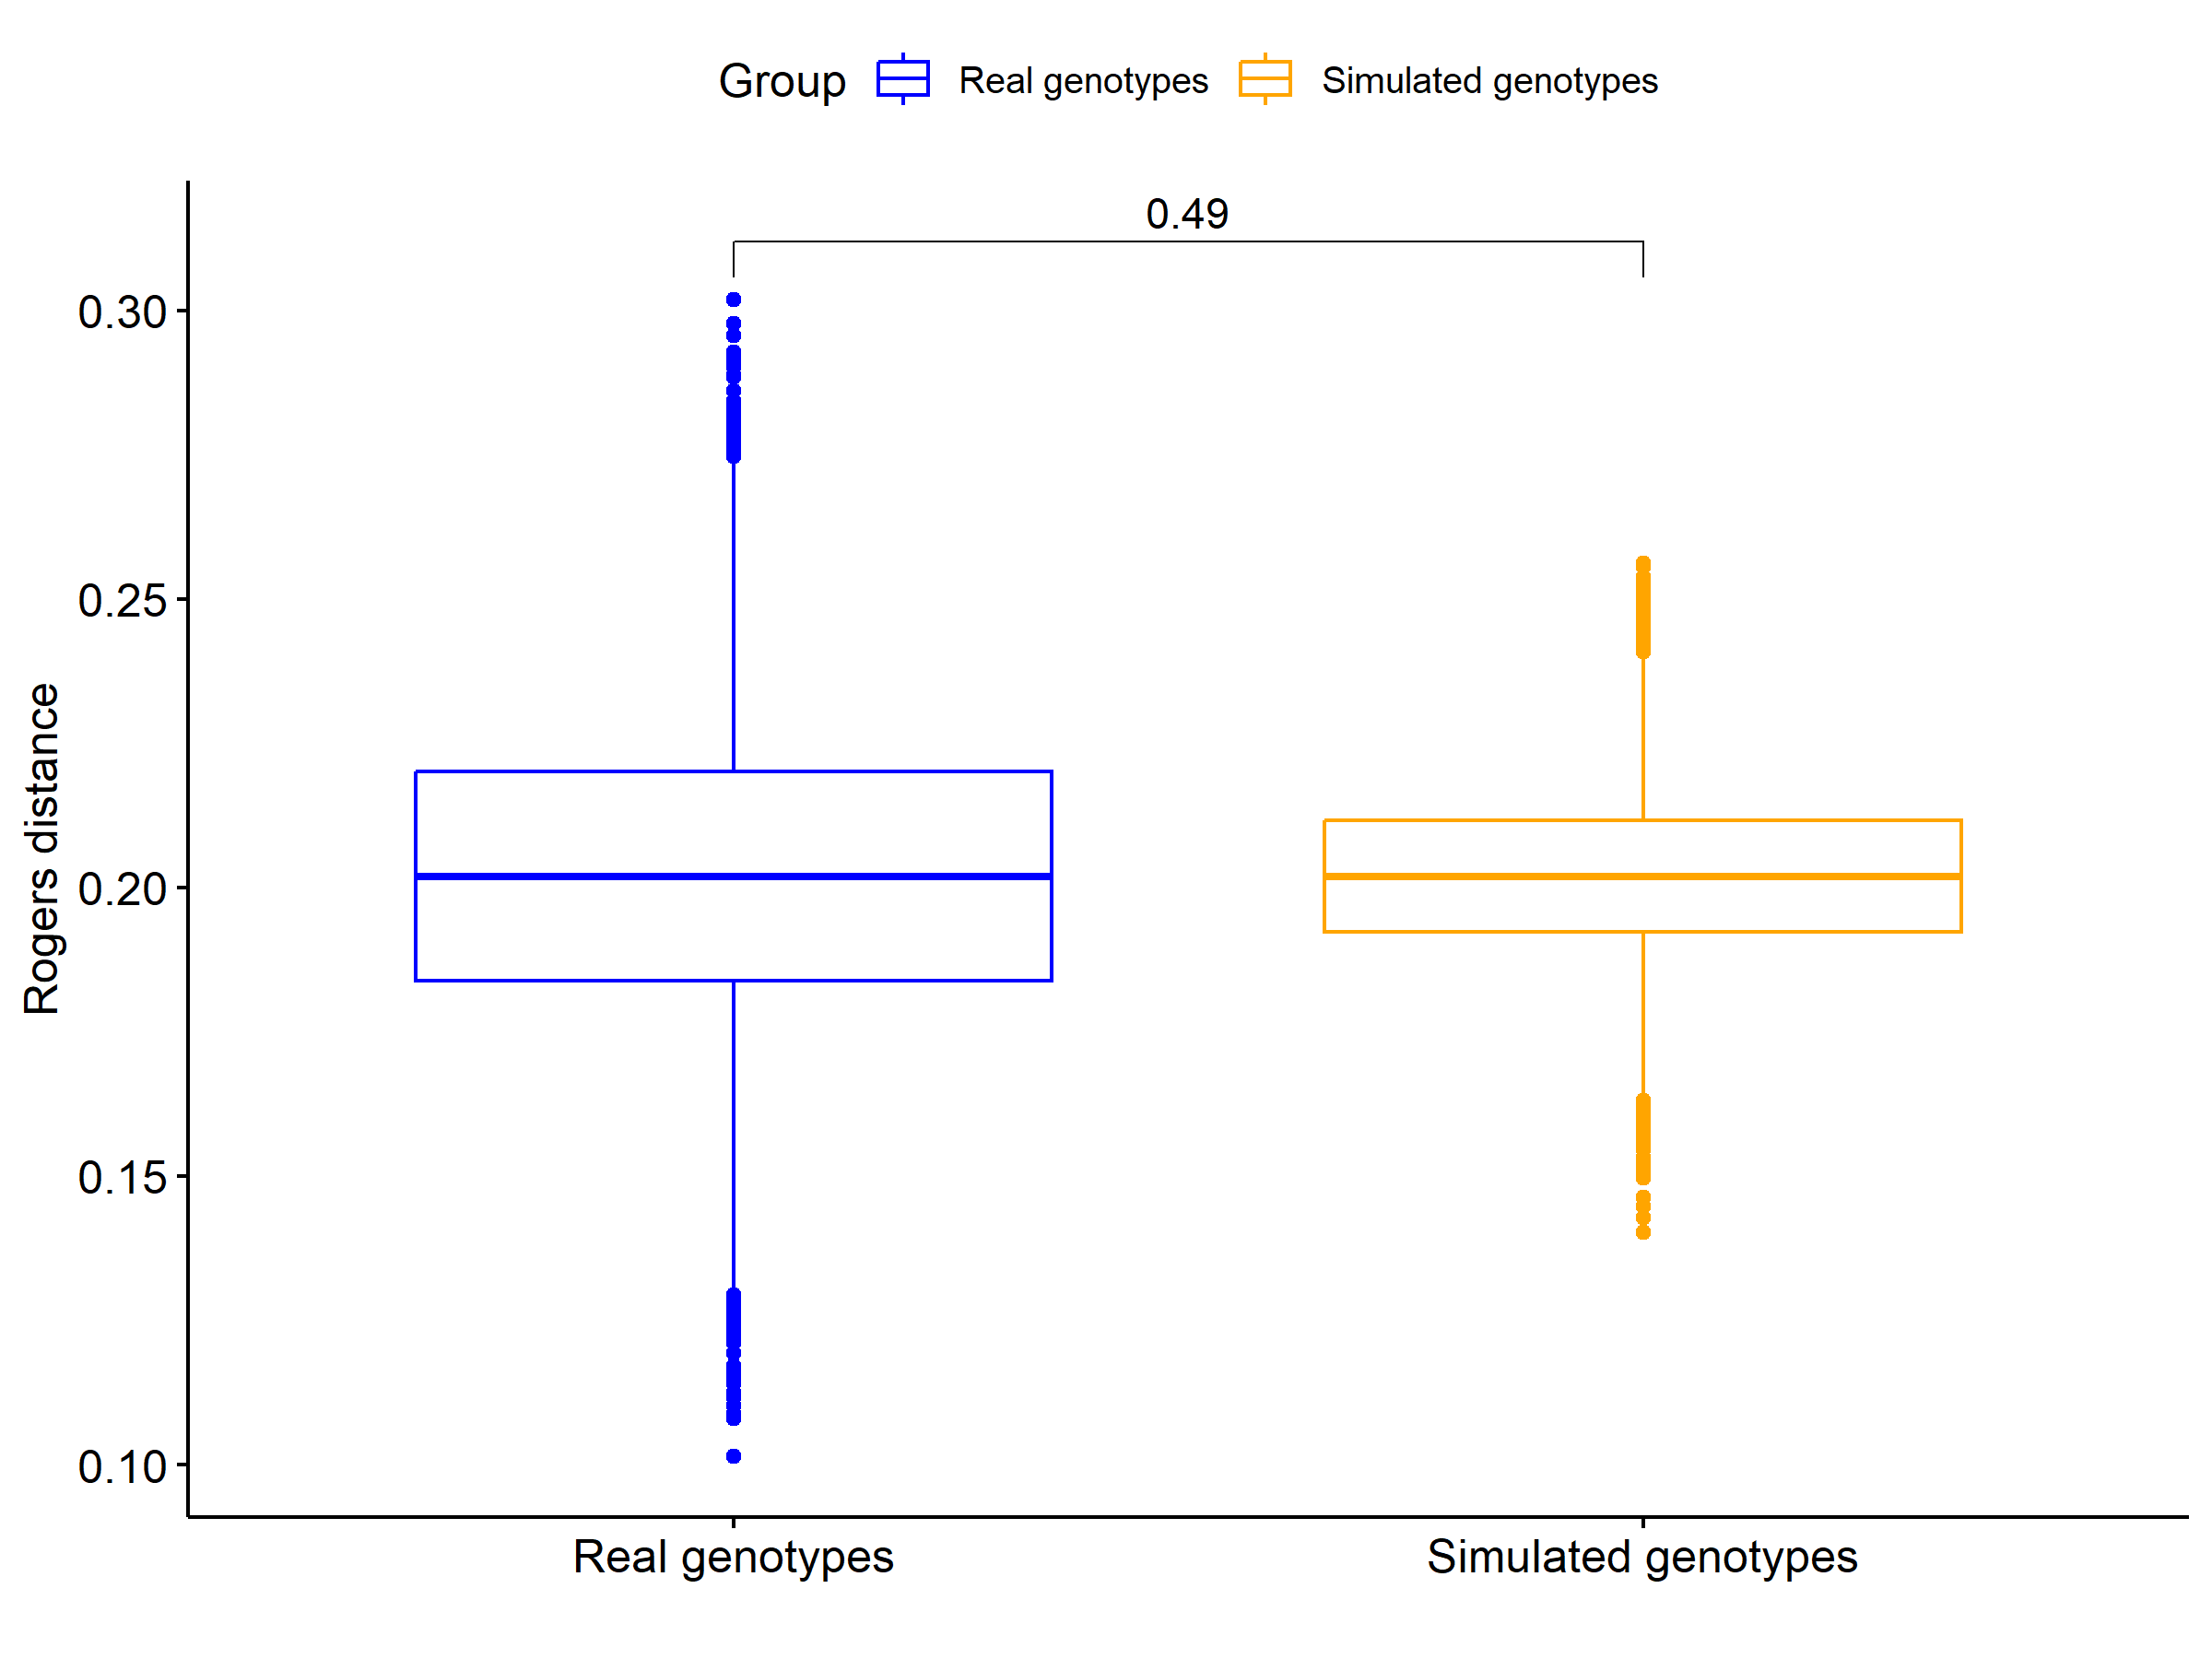 Group Real genotypes Simulated genotypes
0.49
0.30
0.25
0.20
0.15
0.10
Rogers distance
Real genotypes Simulated genotypes